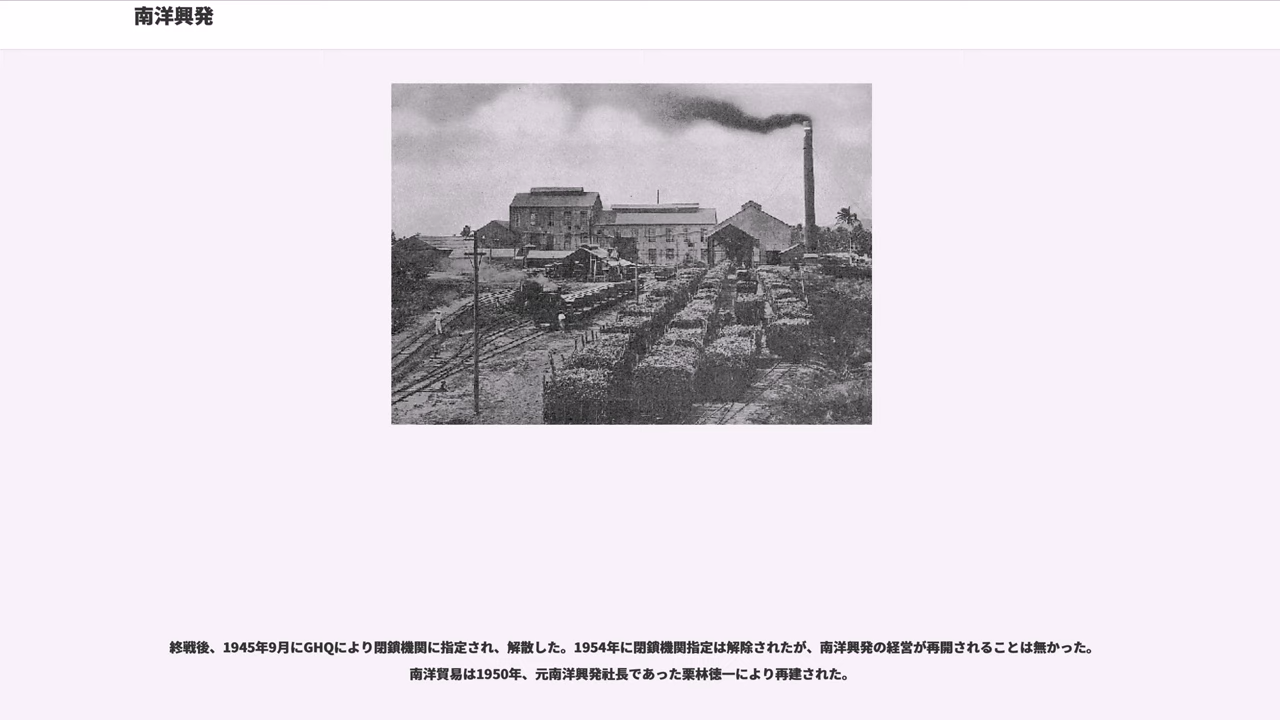 南洋興発
終戦後、1945年9月にGHQにより閉鎖機関に指定され、解散した。1954年に閉鎖機関指定は解除されたが、南洋興発の経営が再開されることは無かった。
南洋貿易は1950年、元南洋興発社長であった栗林徳一により再建された。